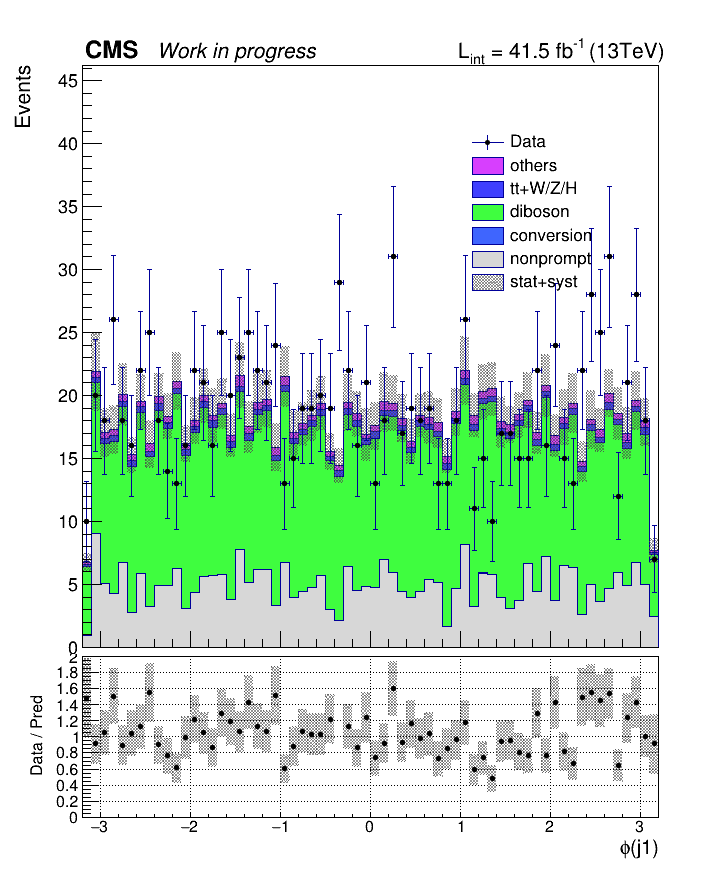 CMS Work in progress L_int = 41.5 fb^-1 (13TeV)
Events
45
40
35
30
25
20
15
10
5
0
Data
others
tt+W/Z/H
diboson
conversion
nonprompt
stat+syst
Data / Pred
2
1.8
1.6
1.4
1.2
1
0.8
0.6
0.4
0.2
0
−3 −2 −1 0 1 2 3
ϕ(j1)